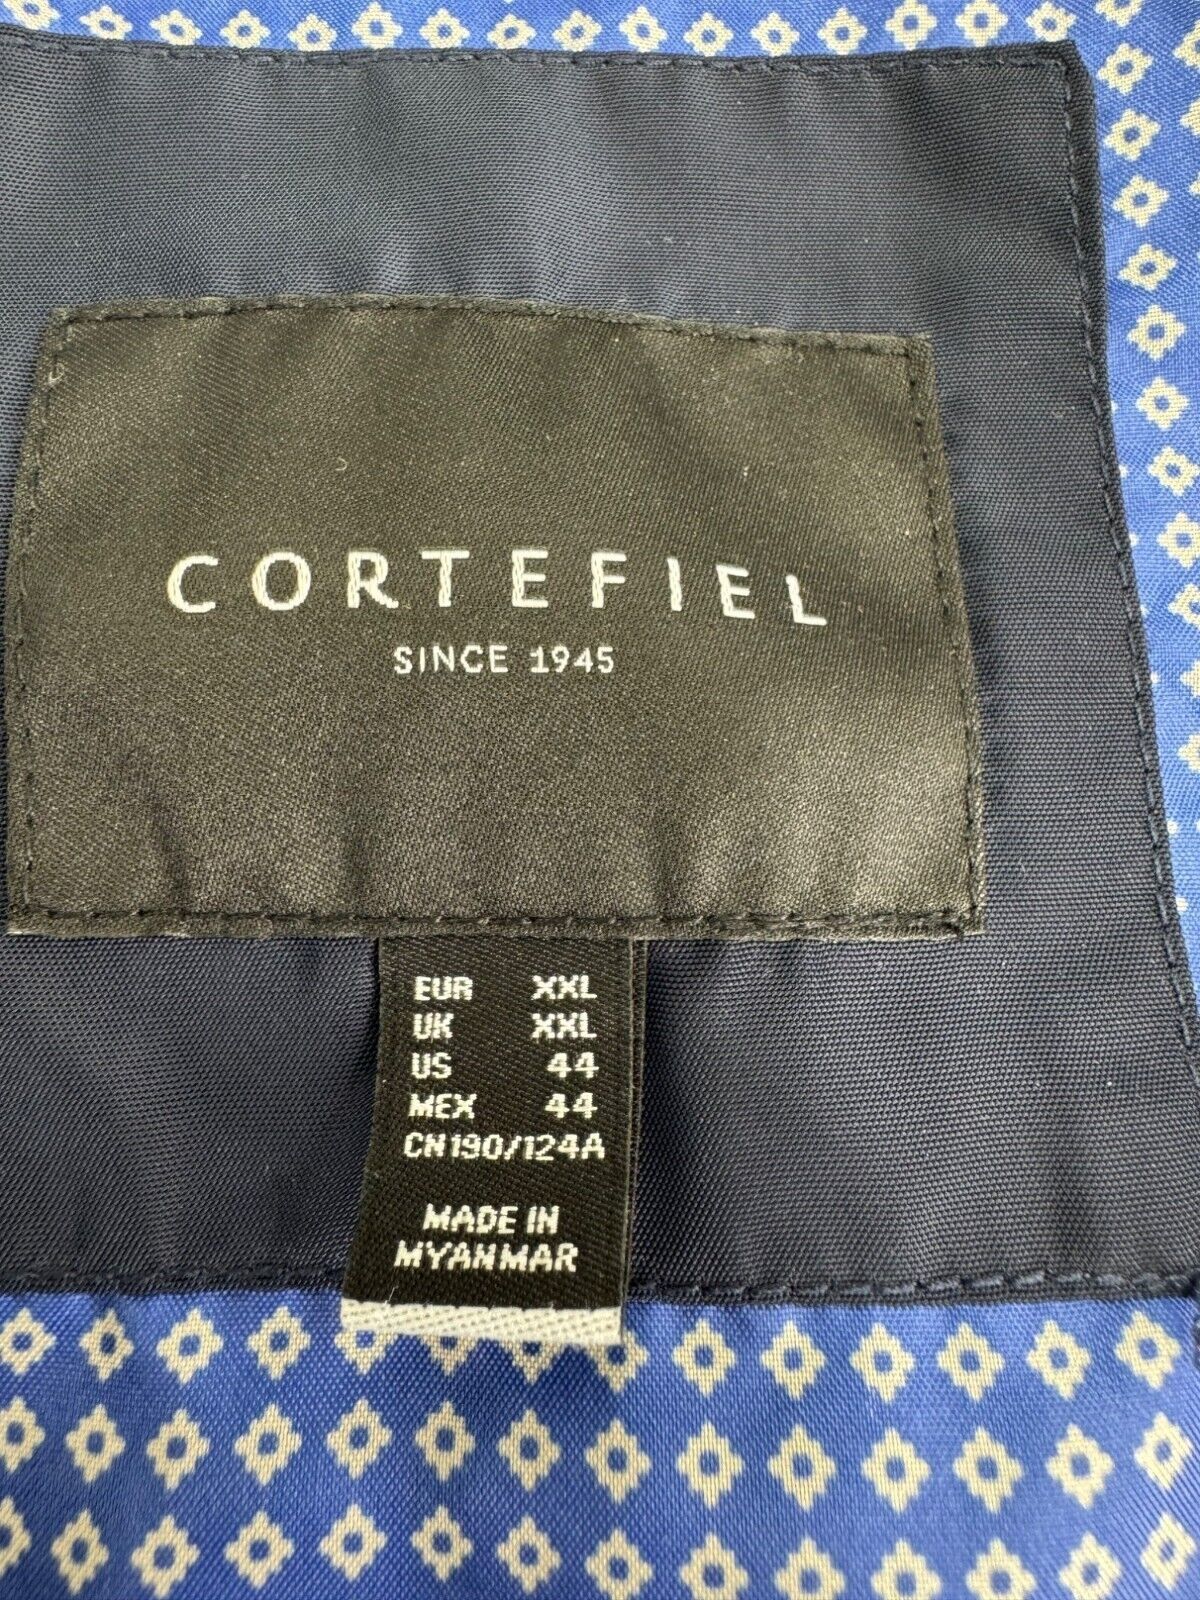 CORTEFIEL
SINCE 1945
EUR XXL
UK XXL
US 44
MEX 44
CN190/124A
MADE IN
MYANMAR